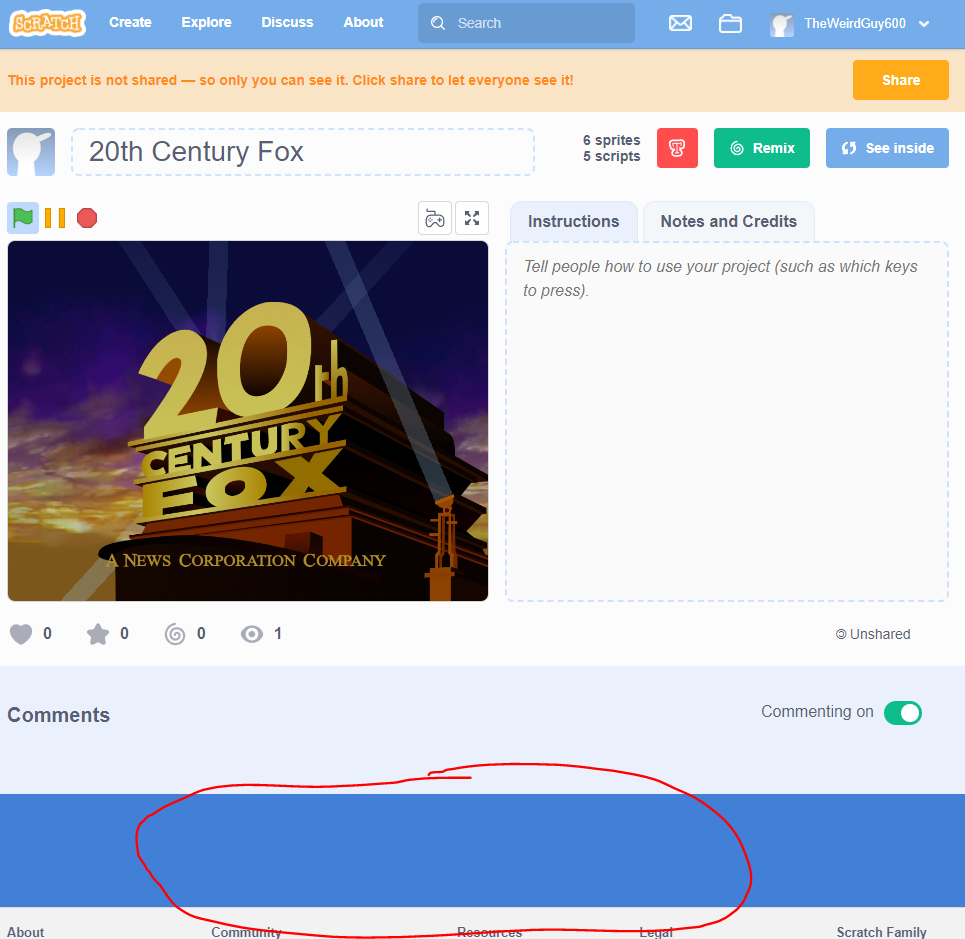 SCRATCH Create Explore Discuss About Search TheWeirdGuy600
This project is not shared — so only you can see it. Click share to let everyone see it!
Share
20th Century Fox
6 sprites
5 scripts
Remix
See inside
Instructions
Notes and Credits
Tell people how to use your project (such as which keys
to press).
20th
CENTURY
FOX
A NEWS CORPORATION COMPANY
0 0 0 1
Unshared
Comments
Commenting on
About Community Resources Legal Scratch Family